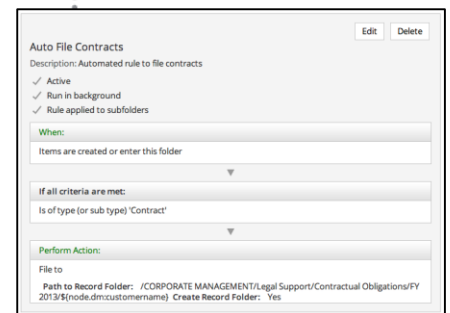 Edit Delete
Auto File Contracts
Description: Automated rule to file contracts
Active
Run in background
Rule applied to subfolders
When:
Items are created or enter this folder
If all criteria are met:
Is of type (or sub type) 'Contract'
Perform Action:
File to
Path to Record Folder: /CORPORATE MANAGEMENT/Legal Support/Contractual Obligations/FY
2013/${node.dm:customername} Create Record Folder: Yes